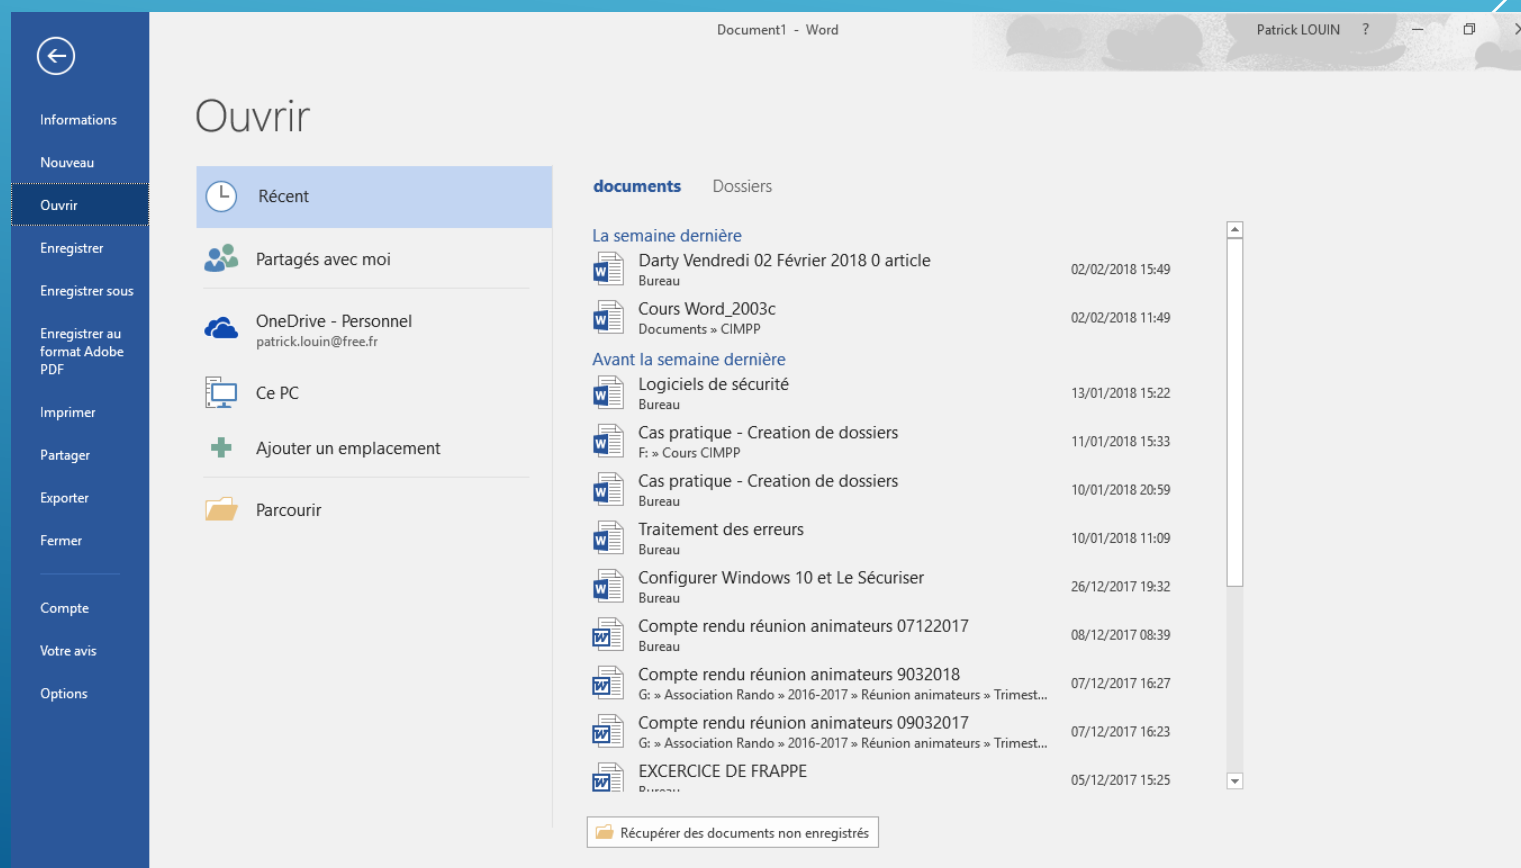 Document1 - Word
Patrick LOUIN ?
Informations
Nouveau
Ouvrir
Enregistrer
Enregistrer sous
Enregistrer au
format Adobe
PDF
Imprimer
Partager
Exporter
Fermer
Compte
Votre avis
Options
Ouvrir
Récent
Partagés avec moi
OneDrive - Personnel
patrick.louin@free.fr
Ce PC
Ajouter un emplacement
Parcourir
documents Dossiers
La semaine dernière
Darty Vendredi 02 Février 2018 0 article 02/02/2018 15:49
Bureau
Cours Word_2003c 02/02/2018 11:49
Documents » CIMPP
Avant la semaine dernière
Logiciels de sécurité 13/01/2018 15:22
Bureau
Cas pratique - Creation de dossiers 11/01/2018 15:33
F: » Cours CIMPP
Cas pratique - Creation de dossiers 10/01/2018 20:59
Bureau
Traitement des erreurs 10/01/2018 11:09
Bureau
Configurer Windows 10 et Le Sécuriser 26/12/2017 19:32
Bureau
Compte rendu réunion animateurs 07122017 08/12/2017 08:39
Bureau
Compte rendu réunion animateurs 9032018 07/12/2017 16:27
G: » Association Rando » 2016-2017 » Réunion animateurs » Trimest...
Compte rendu réunion animateurs 09032017 07/12/2017 16:23
G: » Association Rando » 2016-2017 » Réunion animateurs » Trimest...
EXCERCICE DE FRAPPE 05/12/2017 15:25
Bureau
Récupérer des documents non enregistrés